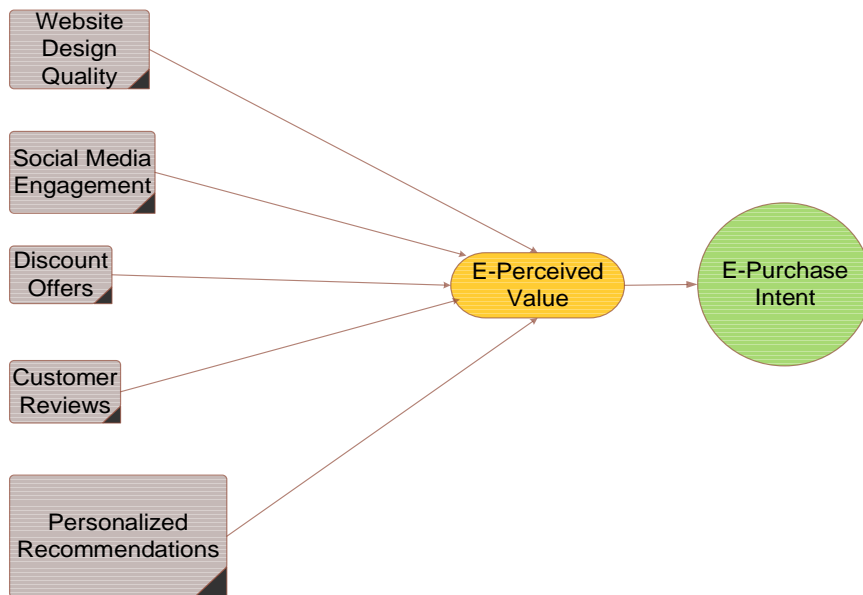 Website
Design
Quality
Social Media
Engagement
Discount
Offers
Customer
Reviews
Personalized
Recommendations
E-Perceived
Value
E-Purchase
Intent